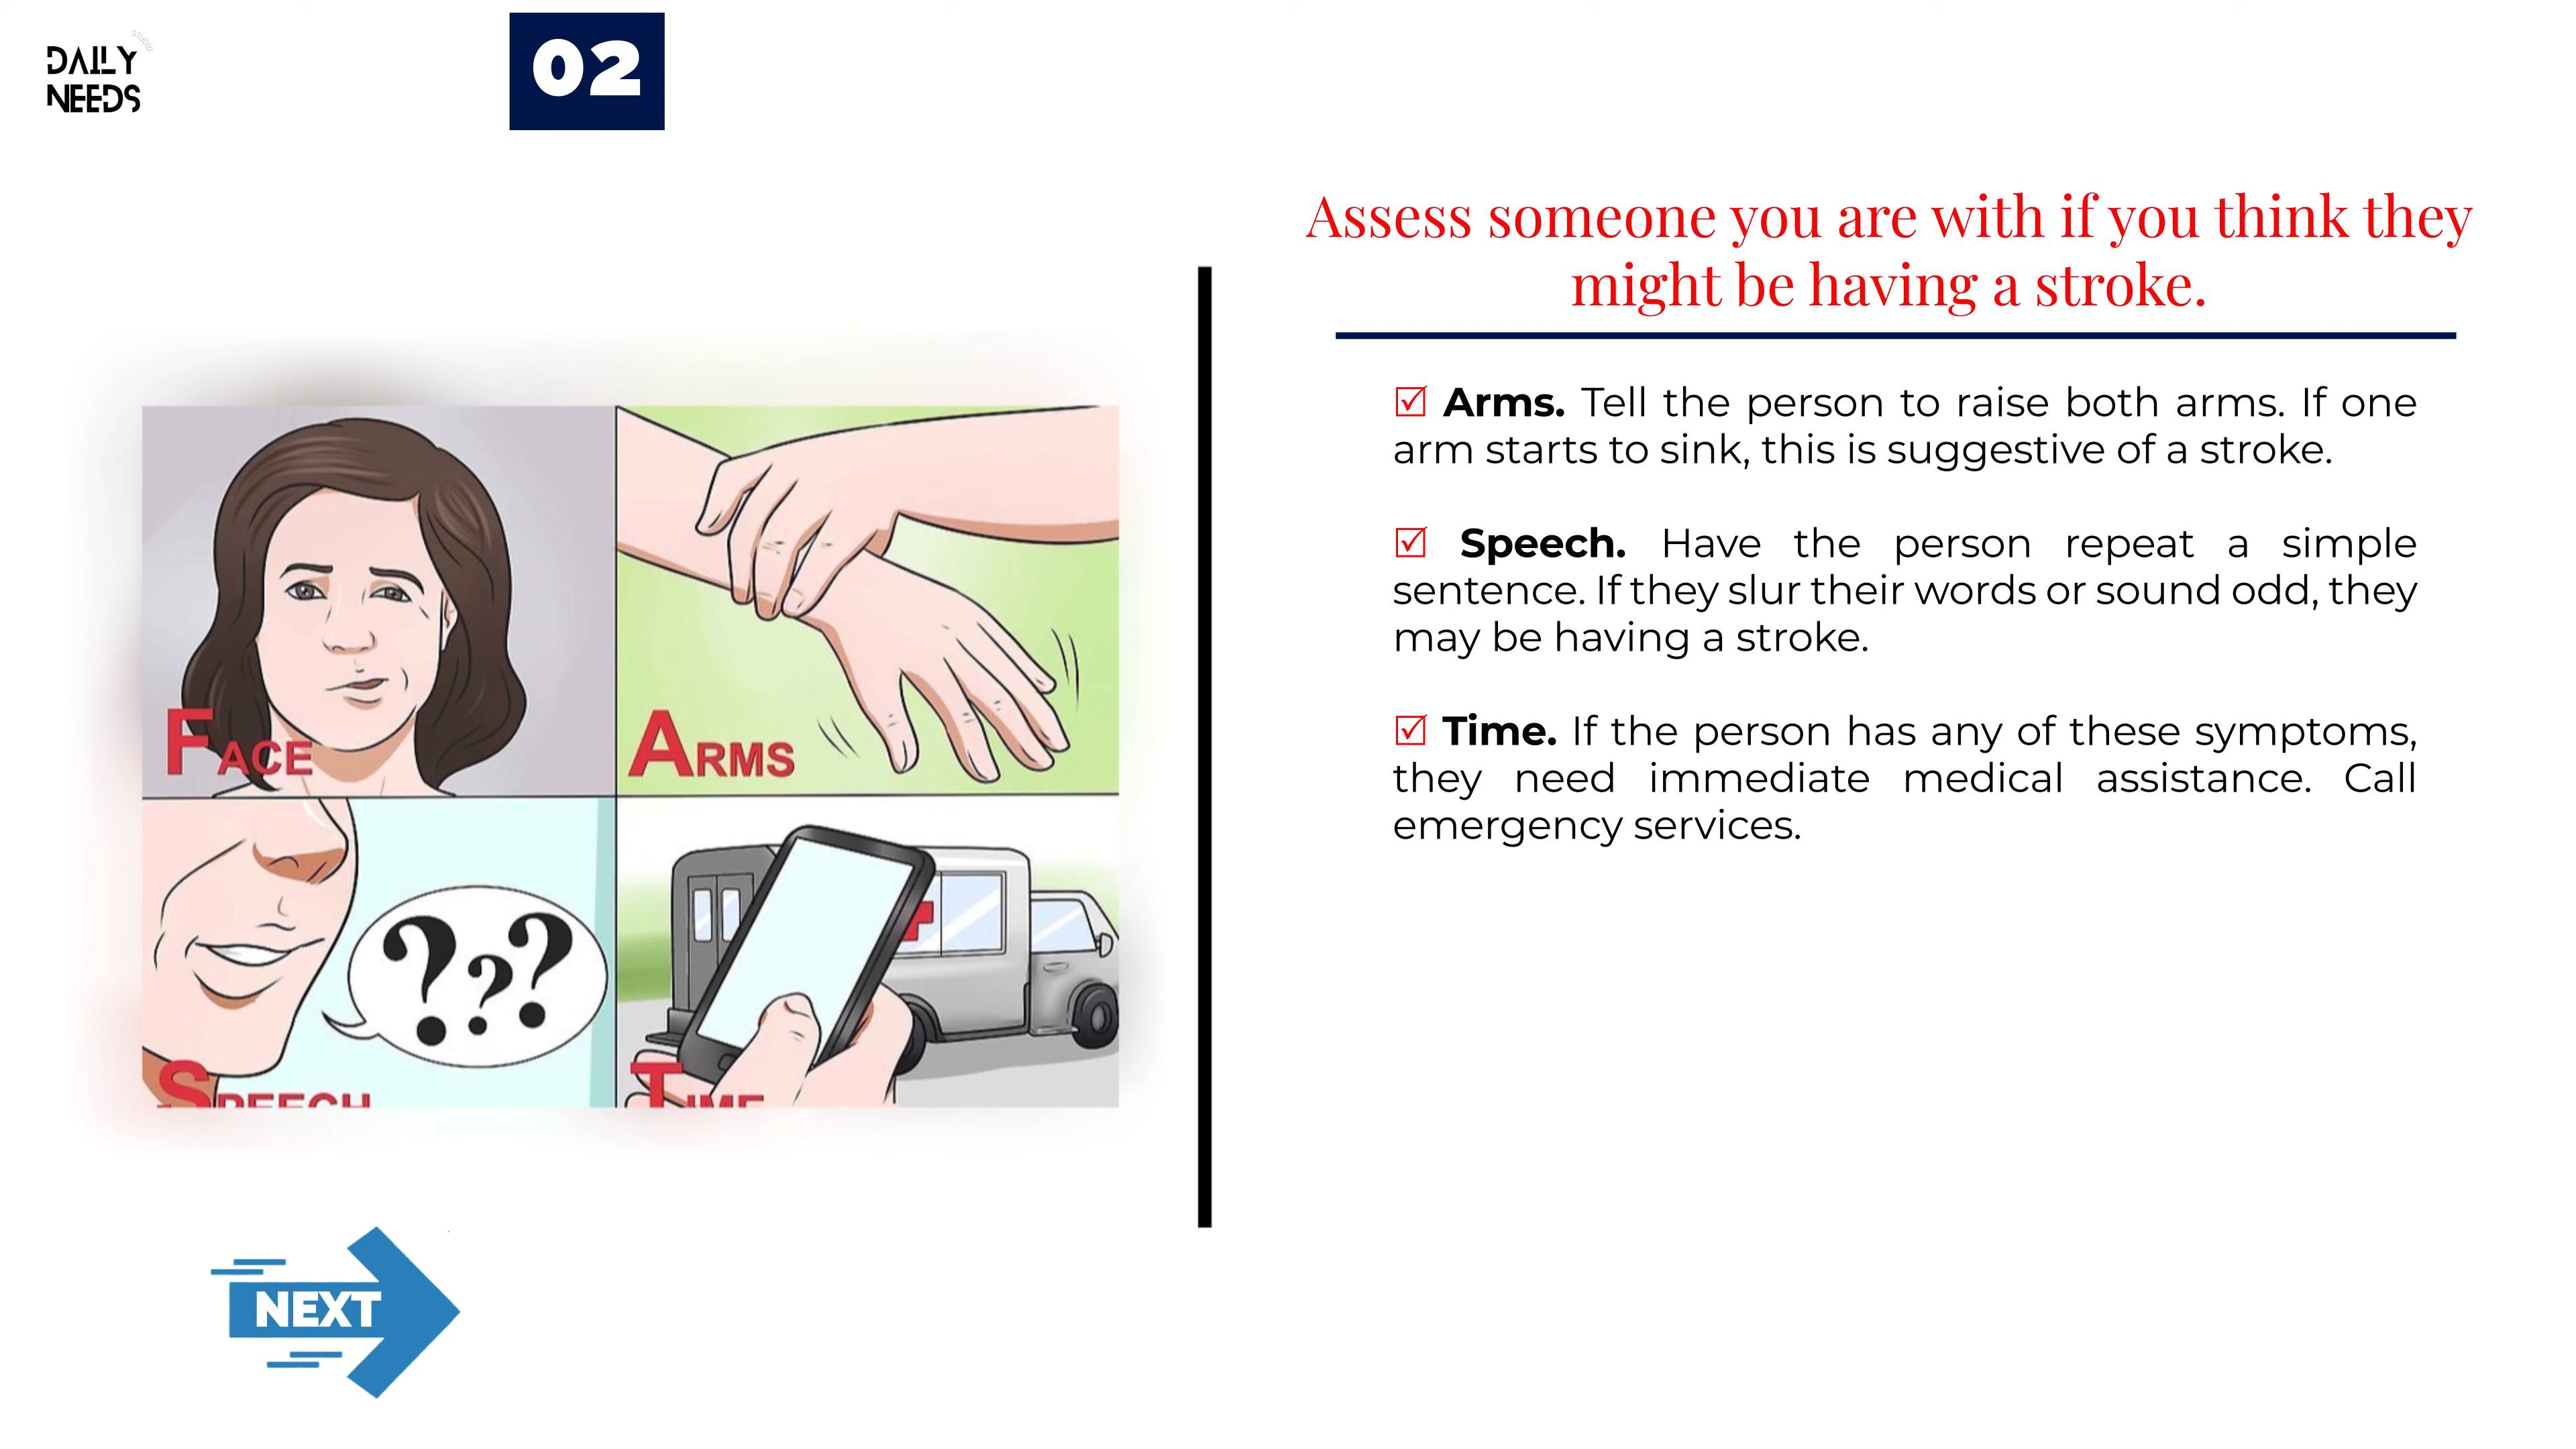 STUDIO
DAILY
NEEDS
02
Assess someone you are with if you think they
might be having a stroke.
☑ Arms. Tell the person to raise both arms. If one
arm starts to sink, this is suggestive of a stroke.
☑ Speech. Have the person repeat a simple
sentence. If they slur their words or sound odd, they
may be having a stroke.
☑ Time. If the person has any of these symptoms,
they need immediate medical assistance. Call
emergency services.
FACE
ARMS
? ? ?
SPEECH
TIME
NEXT